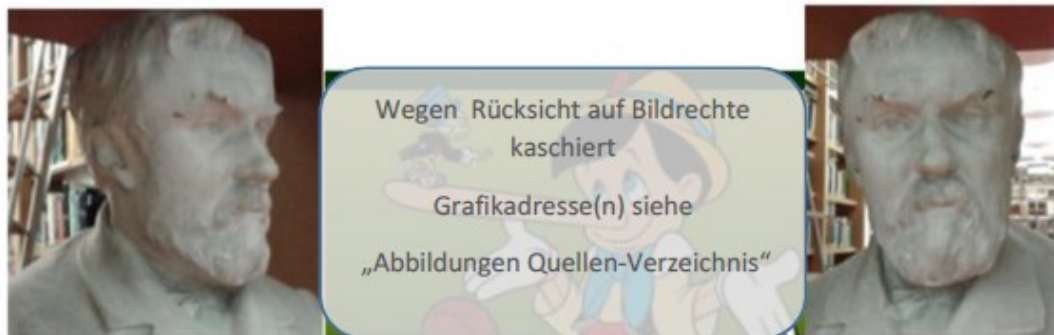 Wegen Rücksicht auf Bildrechte
kaschiert
Grafikadresse(n) siehe
„Abbildungen Quellen-Verzeichnis“